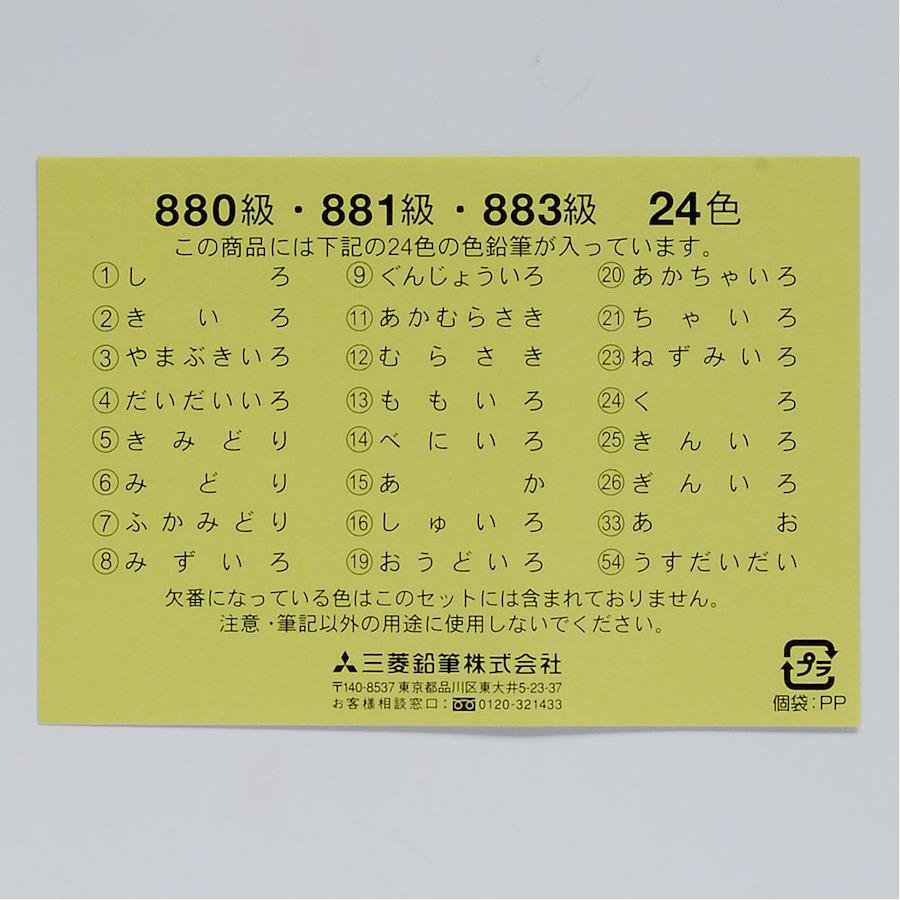 880級・881級・883級 24色
この商品には下記の24色の色鉛筆が入っています。
①しろ ⑨ぐんじょういろ ⑳あかちゃいろ
②きいろ ⑪あかむらさき ㉑ちゃいろ
③やまぶきいろ ⑫むらさき ㉓ねずみいろ
④だいだいいろ ⑬ももいろ ㉔くろ
⑤きみどり ⑭べにいろ ㉕きんいろ
⑥みどり ⑮あか ㉖ぎんいろ
⑦ふかみどり ⑯しゅいろ ㉝あお
⑧みずいろ ⑲おうどいろ 54うすだいだい
欠番になっている色はこのセットには含まれておりません。
注意・筆記以外の用途に使用しないでください。
三菱鉛筆株式会社
〒140-8537 東京都品川区東大井5-23-37
お客様相談窓口：0120-321433
プラ
個袋：PP